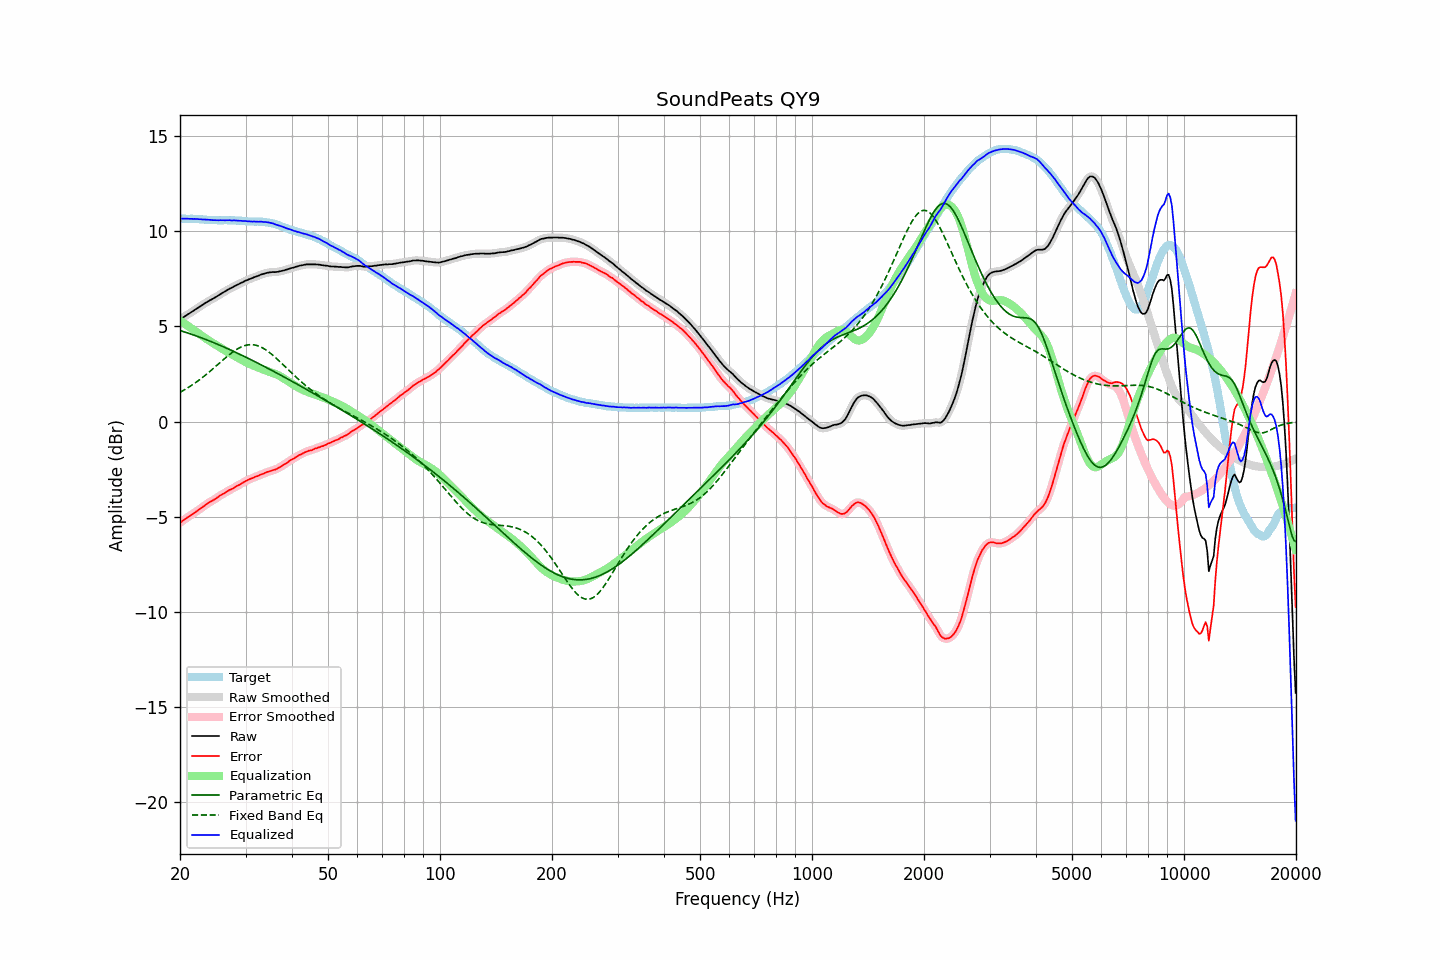 SoundPeats QY9
Amplitude (dBr)
15
10
5
0
−5
−10
−15
−20
Target
Raw Smoothed
Error Smoothed
Raw
Error
Equalization
Parametric Eq
Fixed Band Eq
Equalized
20 50 100 200 500 1000 2000 5000 10000 20000
Frequency (Hz)